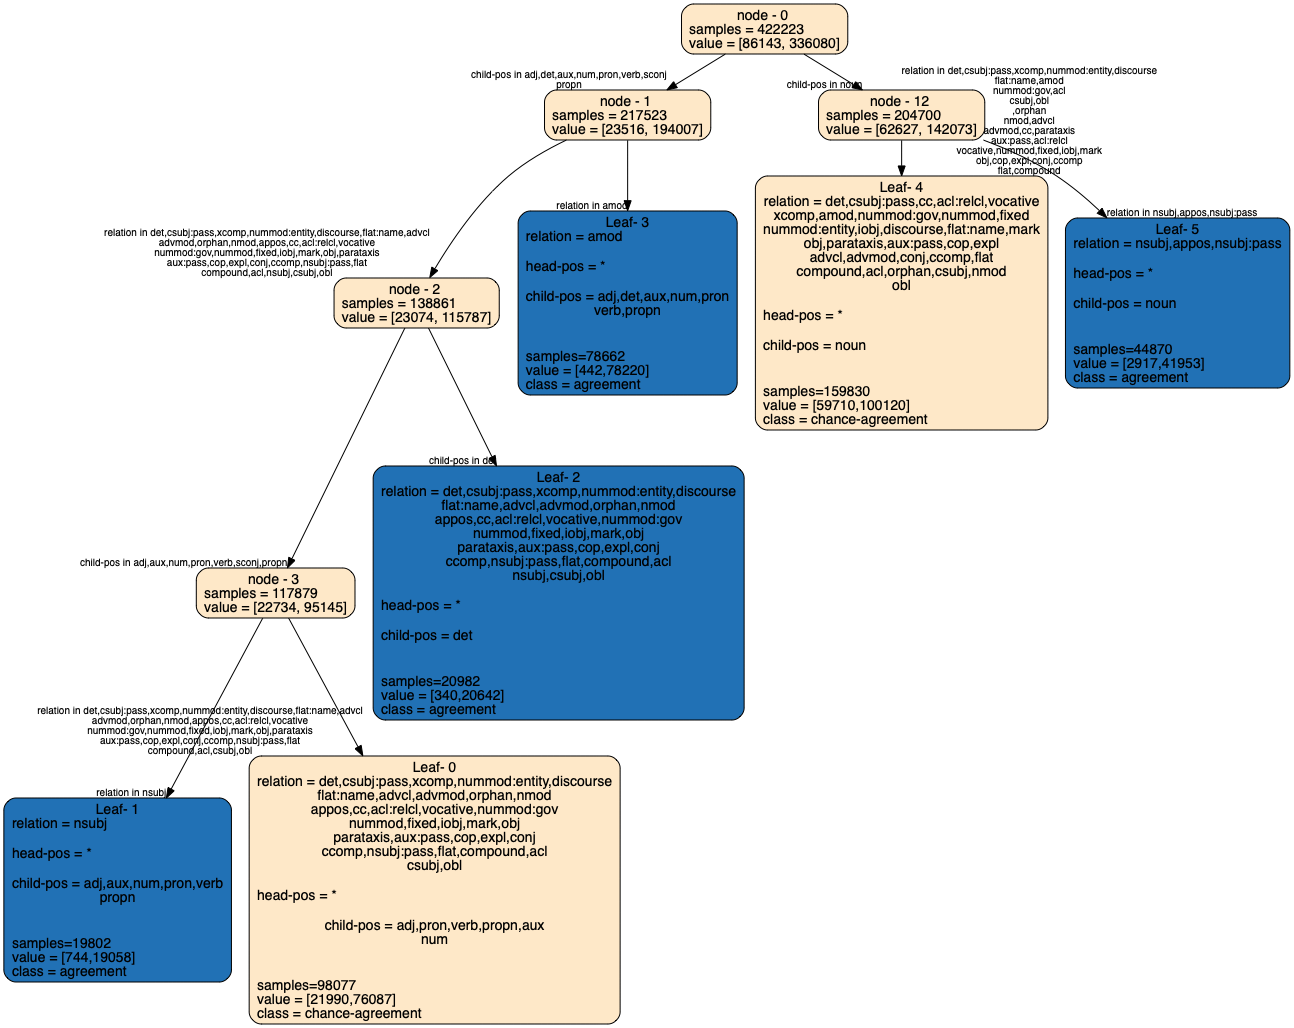 node - 0
samples = 422223
value = [86143, 336080]
child-pos in adj,det,aux,num,pron,verb,sconj
propn
child-pos in noun
relation in det,csubj:pass,xcomp,nummod:entity,discourse
flat:name,amod
nummod:gov,acl
csubj,obl
,orphan
nmod,advcl
advmod,cc,parataxis
aux:pass,acl:relcl
vocative,nummod,fixed,iobj,mark
obj,cop,expl,conj,ccomp
flat,compound
node - 1
samples = 217523
value = [23516, 194007]
node - 12
samples = 204700
value = [62627, 142073]
relation in det,csubj:pass,xcomp,nummod:entity,discourse,flat:name,advcl
advmod,orphan,nmod,appos,cc,acl:relcl,vocative
nummod:gov,nummod,fixed,iobj,mark,obj,parataxis
aux:pass,cop,expl,conj,ccomp,nsubj:pass,flat
compound,acl,nsubj,csubj,obl
relation in amod
Leaf- 3
relation = amod
head-pos = *
child-pos = adj,det,aux,num,pron
verb,propn
samples=78662
value = [442,78220]
class = agreement
Leaf- 4
relation = det,csubj:pass,cc,acl:relcl,vocative
xcomp,amod,nummod:gov,nummod,fixed
nummod:entity,iobj,discourse,flat:name,mark
obj,parataxis,aux:pass,cop,expl
advcl,advmod,conj,ccomp,flat
compound,acl,orphan,csubj,nmod
obl
head-pos = *
child-pos = noun
samples=159830
value = [59710,100120]
class = chance-agreement
relation in nsubj,appos,nsubj:pass
Leaf- 5
relation = nsubj,appos,nsubj:pass
head-pos = *
child-pos = noun
samples=44870
value = [2917,41953]
class = agreement
node - 2
samples = 138861
value = [23074, 115787]
child-pos in det
Leaf- 2
relation = det,csubj:pass,xcomp,nummod:entity,discourse
flat:name,advcl,advmod,orphan,nmod
appos,cc,acl:relcl,vocative,nummod:gov
nummod,fixed,iobj,mark,obj
parataxis,aux:pass,cop,expl,conj
ccomp,nsubj:pass,flat,compound,acl
nsubj,csubj,obl
head-pos = *
child-pos = det
samples=20982
value = [340,20642]
class = agreement
child-pos in adj,aux,num,pron,verb,sconj,propn
node - 3
samples = 117879
value = [22734, 95145]
relation in det,csubj:pass,xcomp,nummod:entity,discourse,flat:name,advcl
advmod,orphan,nmod,appos,cc,acl:relcl,vocative
nummod:gov,nummod,fixed,iobj,mark,obj,parataxis
aux:pass,cop,expl,conj,ccomp,nsubj:pass,flat
compound,acl,csubj,obl
relation in nsubj
Leaf- 1
relation = nsubj
head-pos = *
child-pos = adj,aux,num,pron,verb
propn
samples=19802
value = [744,19058]
class = agreement
Leaf- 0
relation = det,csubj:pass,xcomp,nummod:entity,discourse
flat:name,advcl,advmod,orphan,nmod
appos,cc,acl:relcl,vocative,nummod:gov
nummod,fixed,iobj,mark,obj
parataxis,aux:pass,cop,expl,conj
ccomp,nsubj:pass,flat,compound,acl
csubj,obl
head-pos = *
child-pos = adj,pron,verb,propn,aux
num
samples=98077
value = [21990,76087]
class = chance-agreement